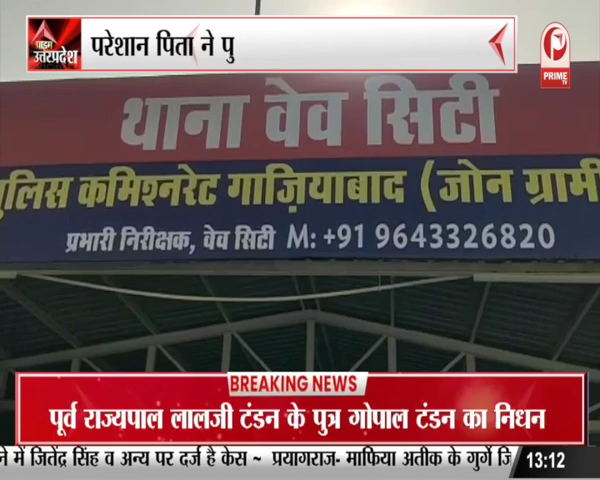 प्राइम
उत्तरप्रदेश
परेशान पिता ने पु
PRIME
TV
थाना वेव सिटी
पुलिस कमिश्नरेट गाज़ियाबाद (जोन ग्रामी
प्रभारी निरीक्षक, वेव सिटी M: +91 9643326820
BREAKING NEWS
पूर्व राज्यपाल लालजी टंडन के पुत्र गोपाल टंडन का निधन
ने में जितेंद्र सिंह व अन्य पर दर्ज है केस ~ प्रयागराज- माफिया अतीक के गुर्गे जि
13:12